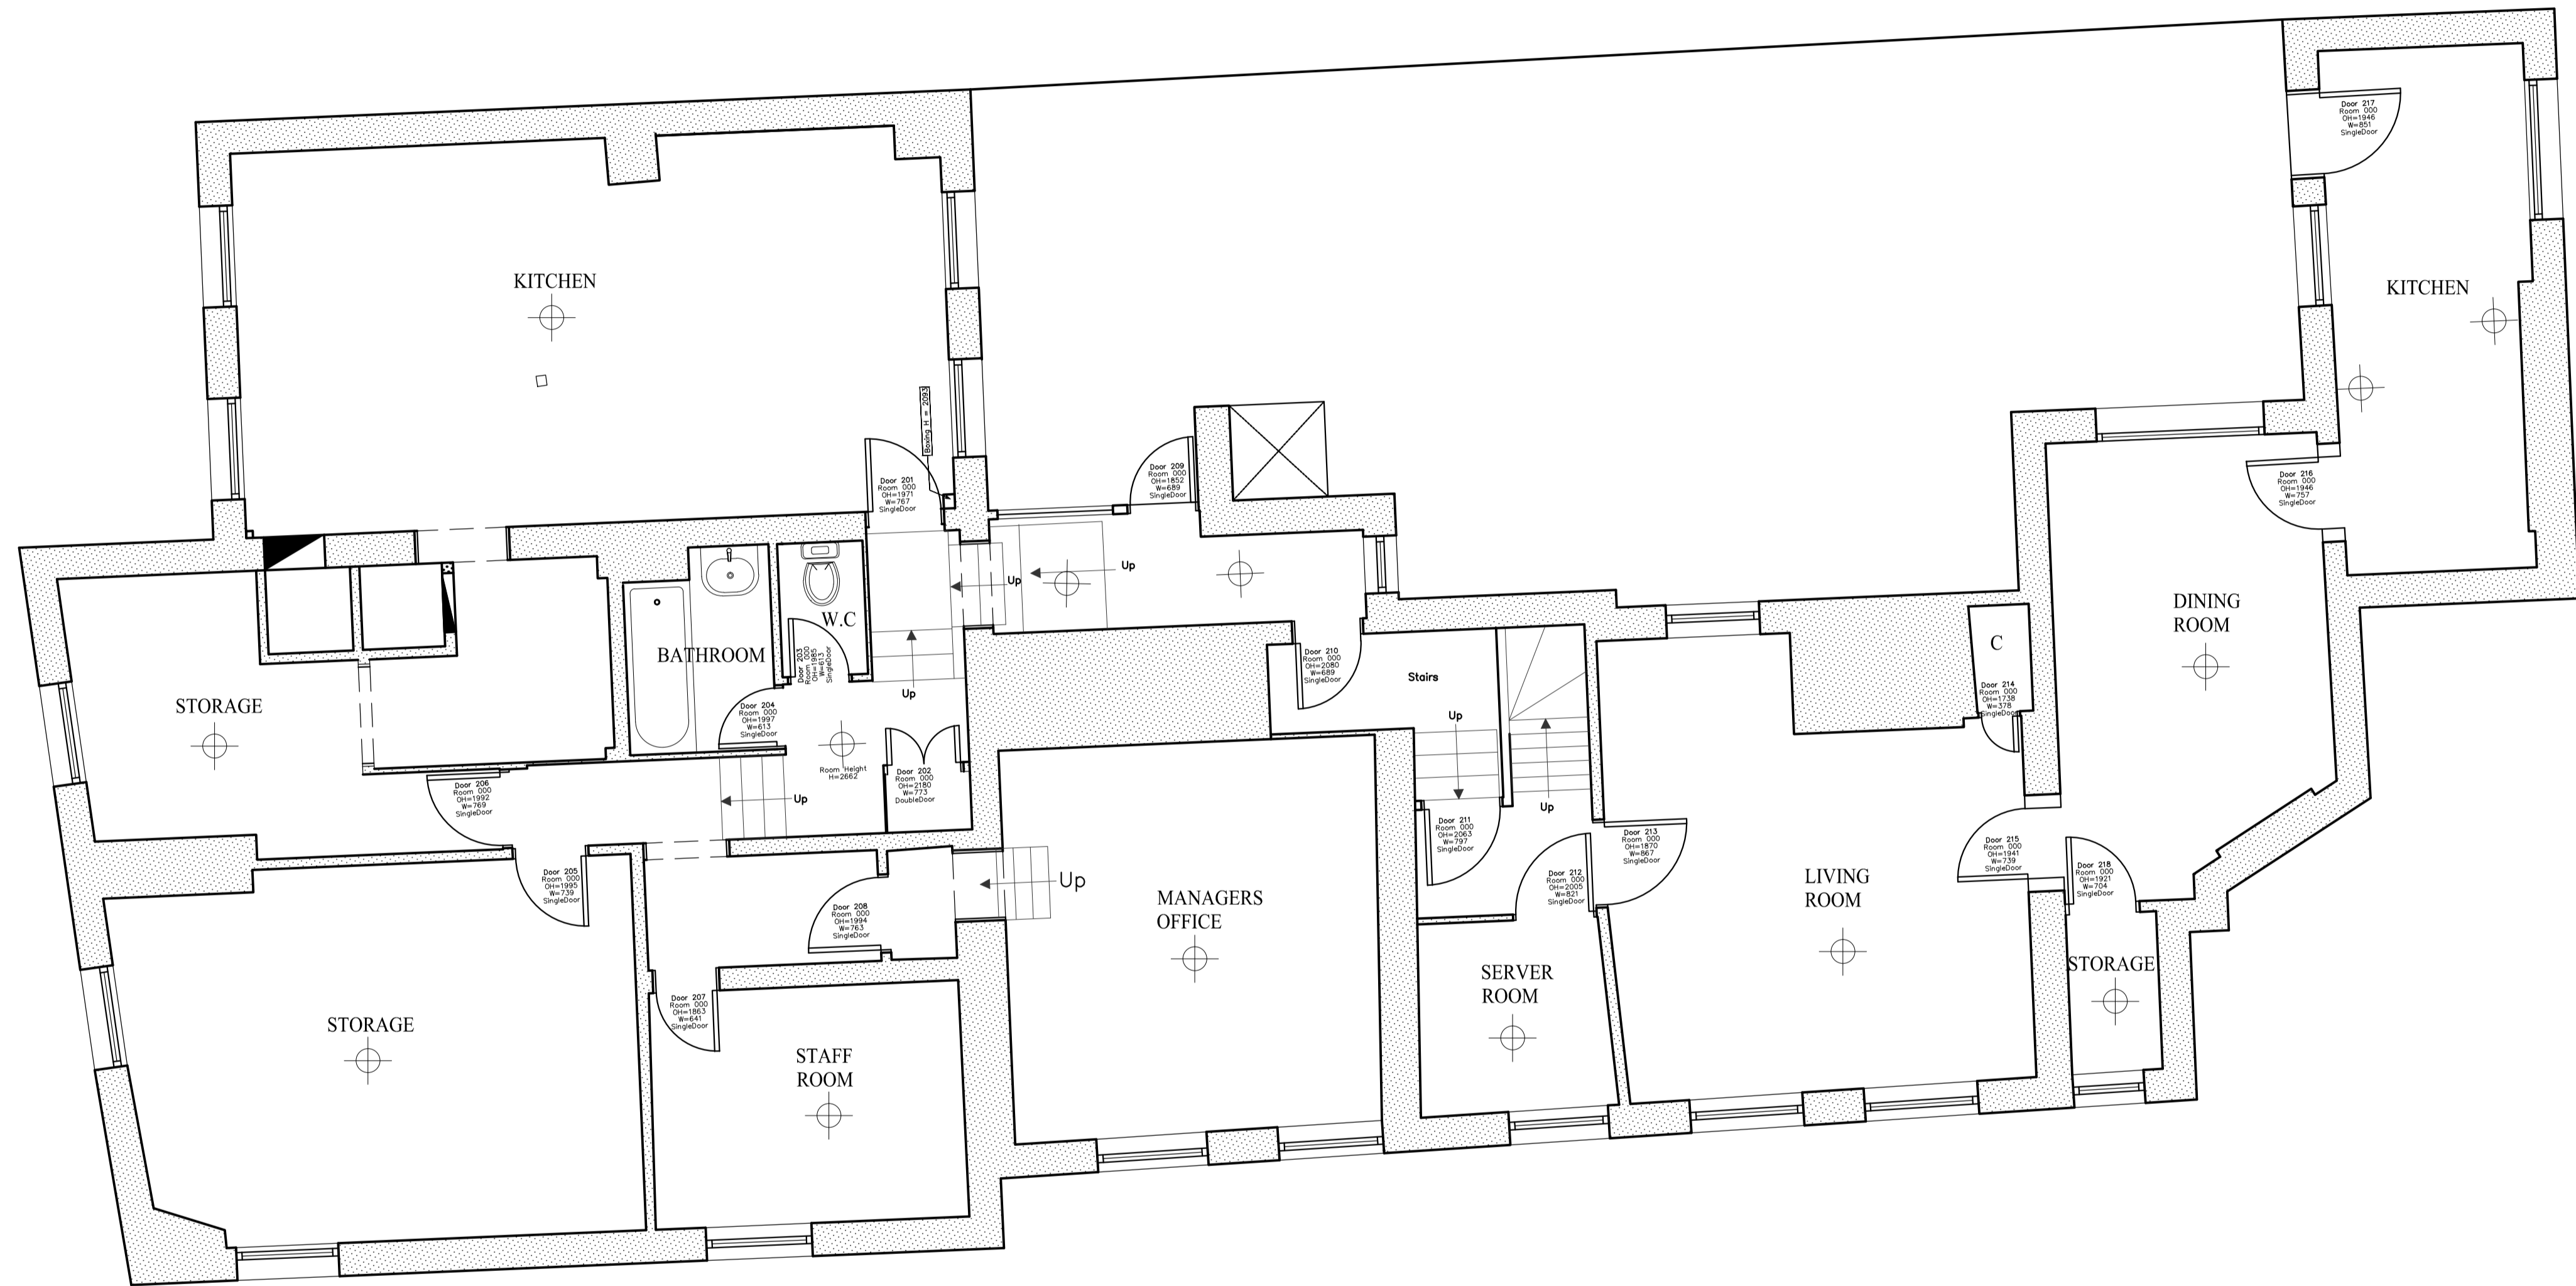 Door 217
Room 000
OH=1946
W=851
SingleDoor
KITCHEN
KITCHEN
Boxing H = 2093
Door 201
Room 000
OH=1971
W=767
SingleDoor
Door 209
Room 000
OH=1852
W=689
SingleDoor
Door 216
Room 000
OH=1946
W=757
SingleDoor
Up
Up
W.C
BATHROOM
Door 203
Room 000
OH=1985
W=613
SingleDoor
Up
Door 210
Room 000
OH=2080
W=689
SingleDoor
Stairs
DINING
ROOM
C
Door 214
Room 000
OH=1738
W=378
SingleDoor
STORAGE
Door 204
Room 000
OH=1997
W=613
SingleDoor
Up
Room Height
H=2662
Door 202
Room 000
OH=2180
W=773
DoubleDoor
Door 206
Room 000
OH=1992
W=769
SingleDoor
Up
Up
Door 211
Room 000
OH=2063
W=797
SingleDoor
Door 213
Room 000
OH=1870
W=867
SingleDoor
Door 215
Room 000
OH=1941
W=739
SingleDoor
Door 218
Room 000
OH=1921
W=704
SingleDoor
Door 205
Room 000
OH=1995
W=739
SingleDoor
Up
Door 212
Room 000
OH=2005
W=821
SingleDoor
LIVING
ROOM
MANAGERS
OFFICE
Door 208
Room 000
OH=1994
W=763
SingleDoor
STORAGE
SERVER
ROOM
Door 207
Room 000
OH=1863
W=641
SingleDoor
STORAGE
STAFF
ROOM